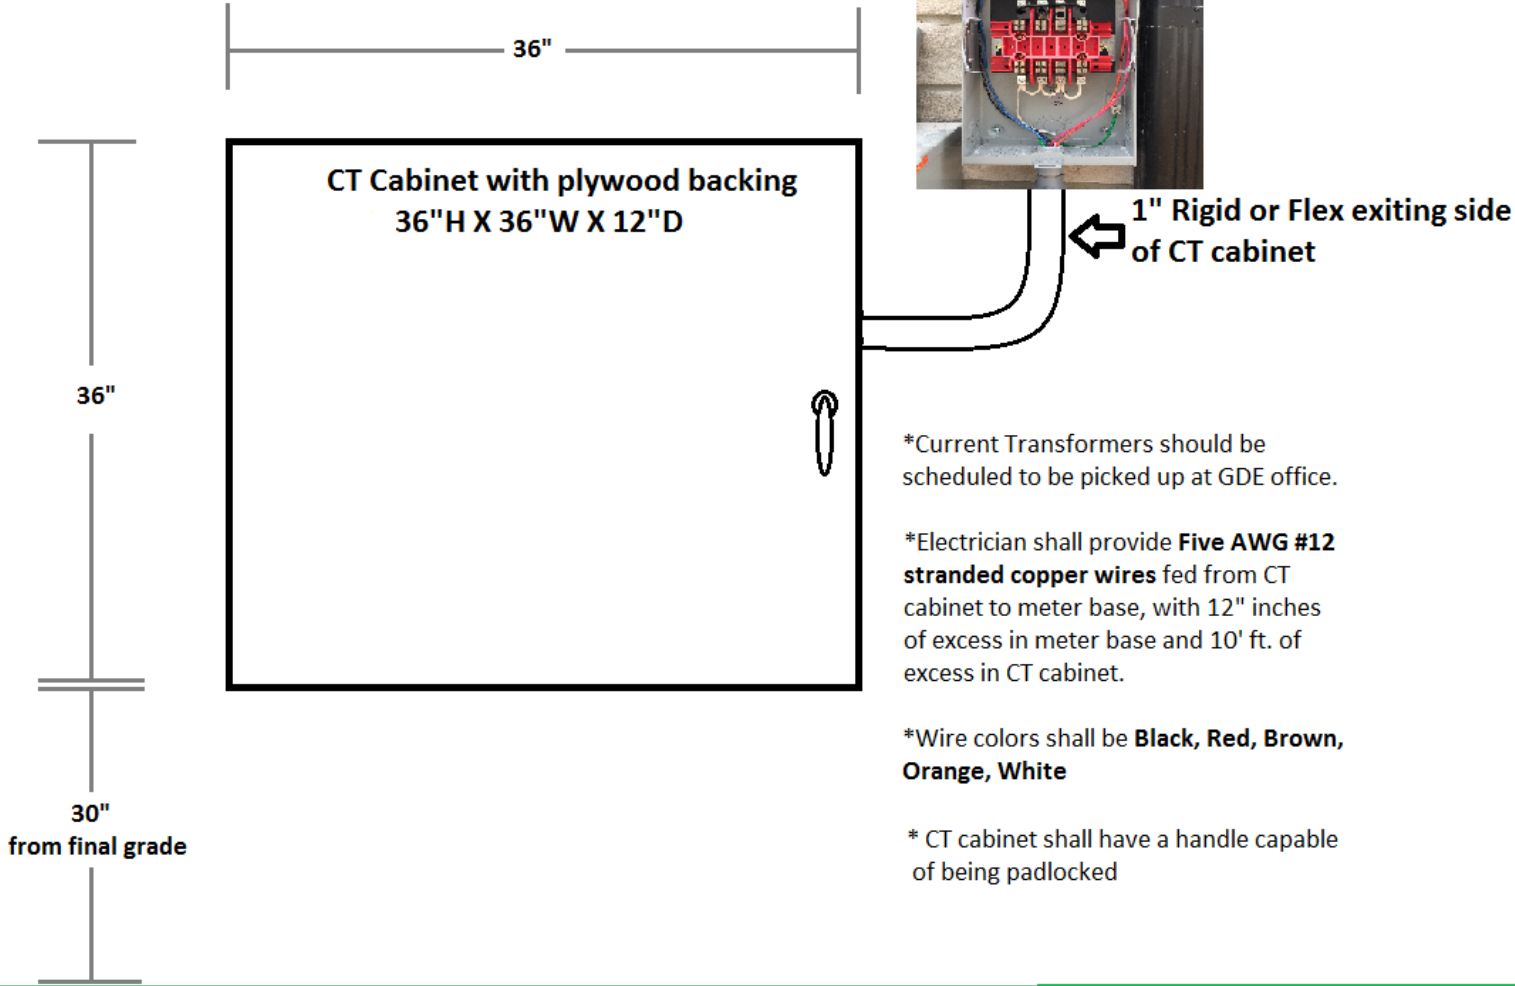 36"
CT Cabinet with plywood backing
36"H X 36"W X 12"D
1" Rigid or Flex exiting side
of CT cabinet
36"
*Current Transformers should be
scheduled to be picked up at GDE office.
*Electrician shall provide Five AWG #12
stranded copper wires fed from CT
cabinet to meter base, with 12" inches
of excess in meter base and 10' ft. of
excess in CT cabinet.
*Wire colors shall be Black, Red, Brown,
Orange, White
30"
from final grade
* CT cabinet shall have a handle capable
of being padlocked